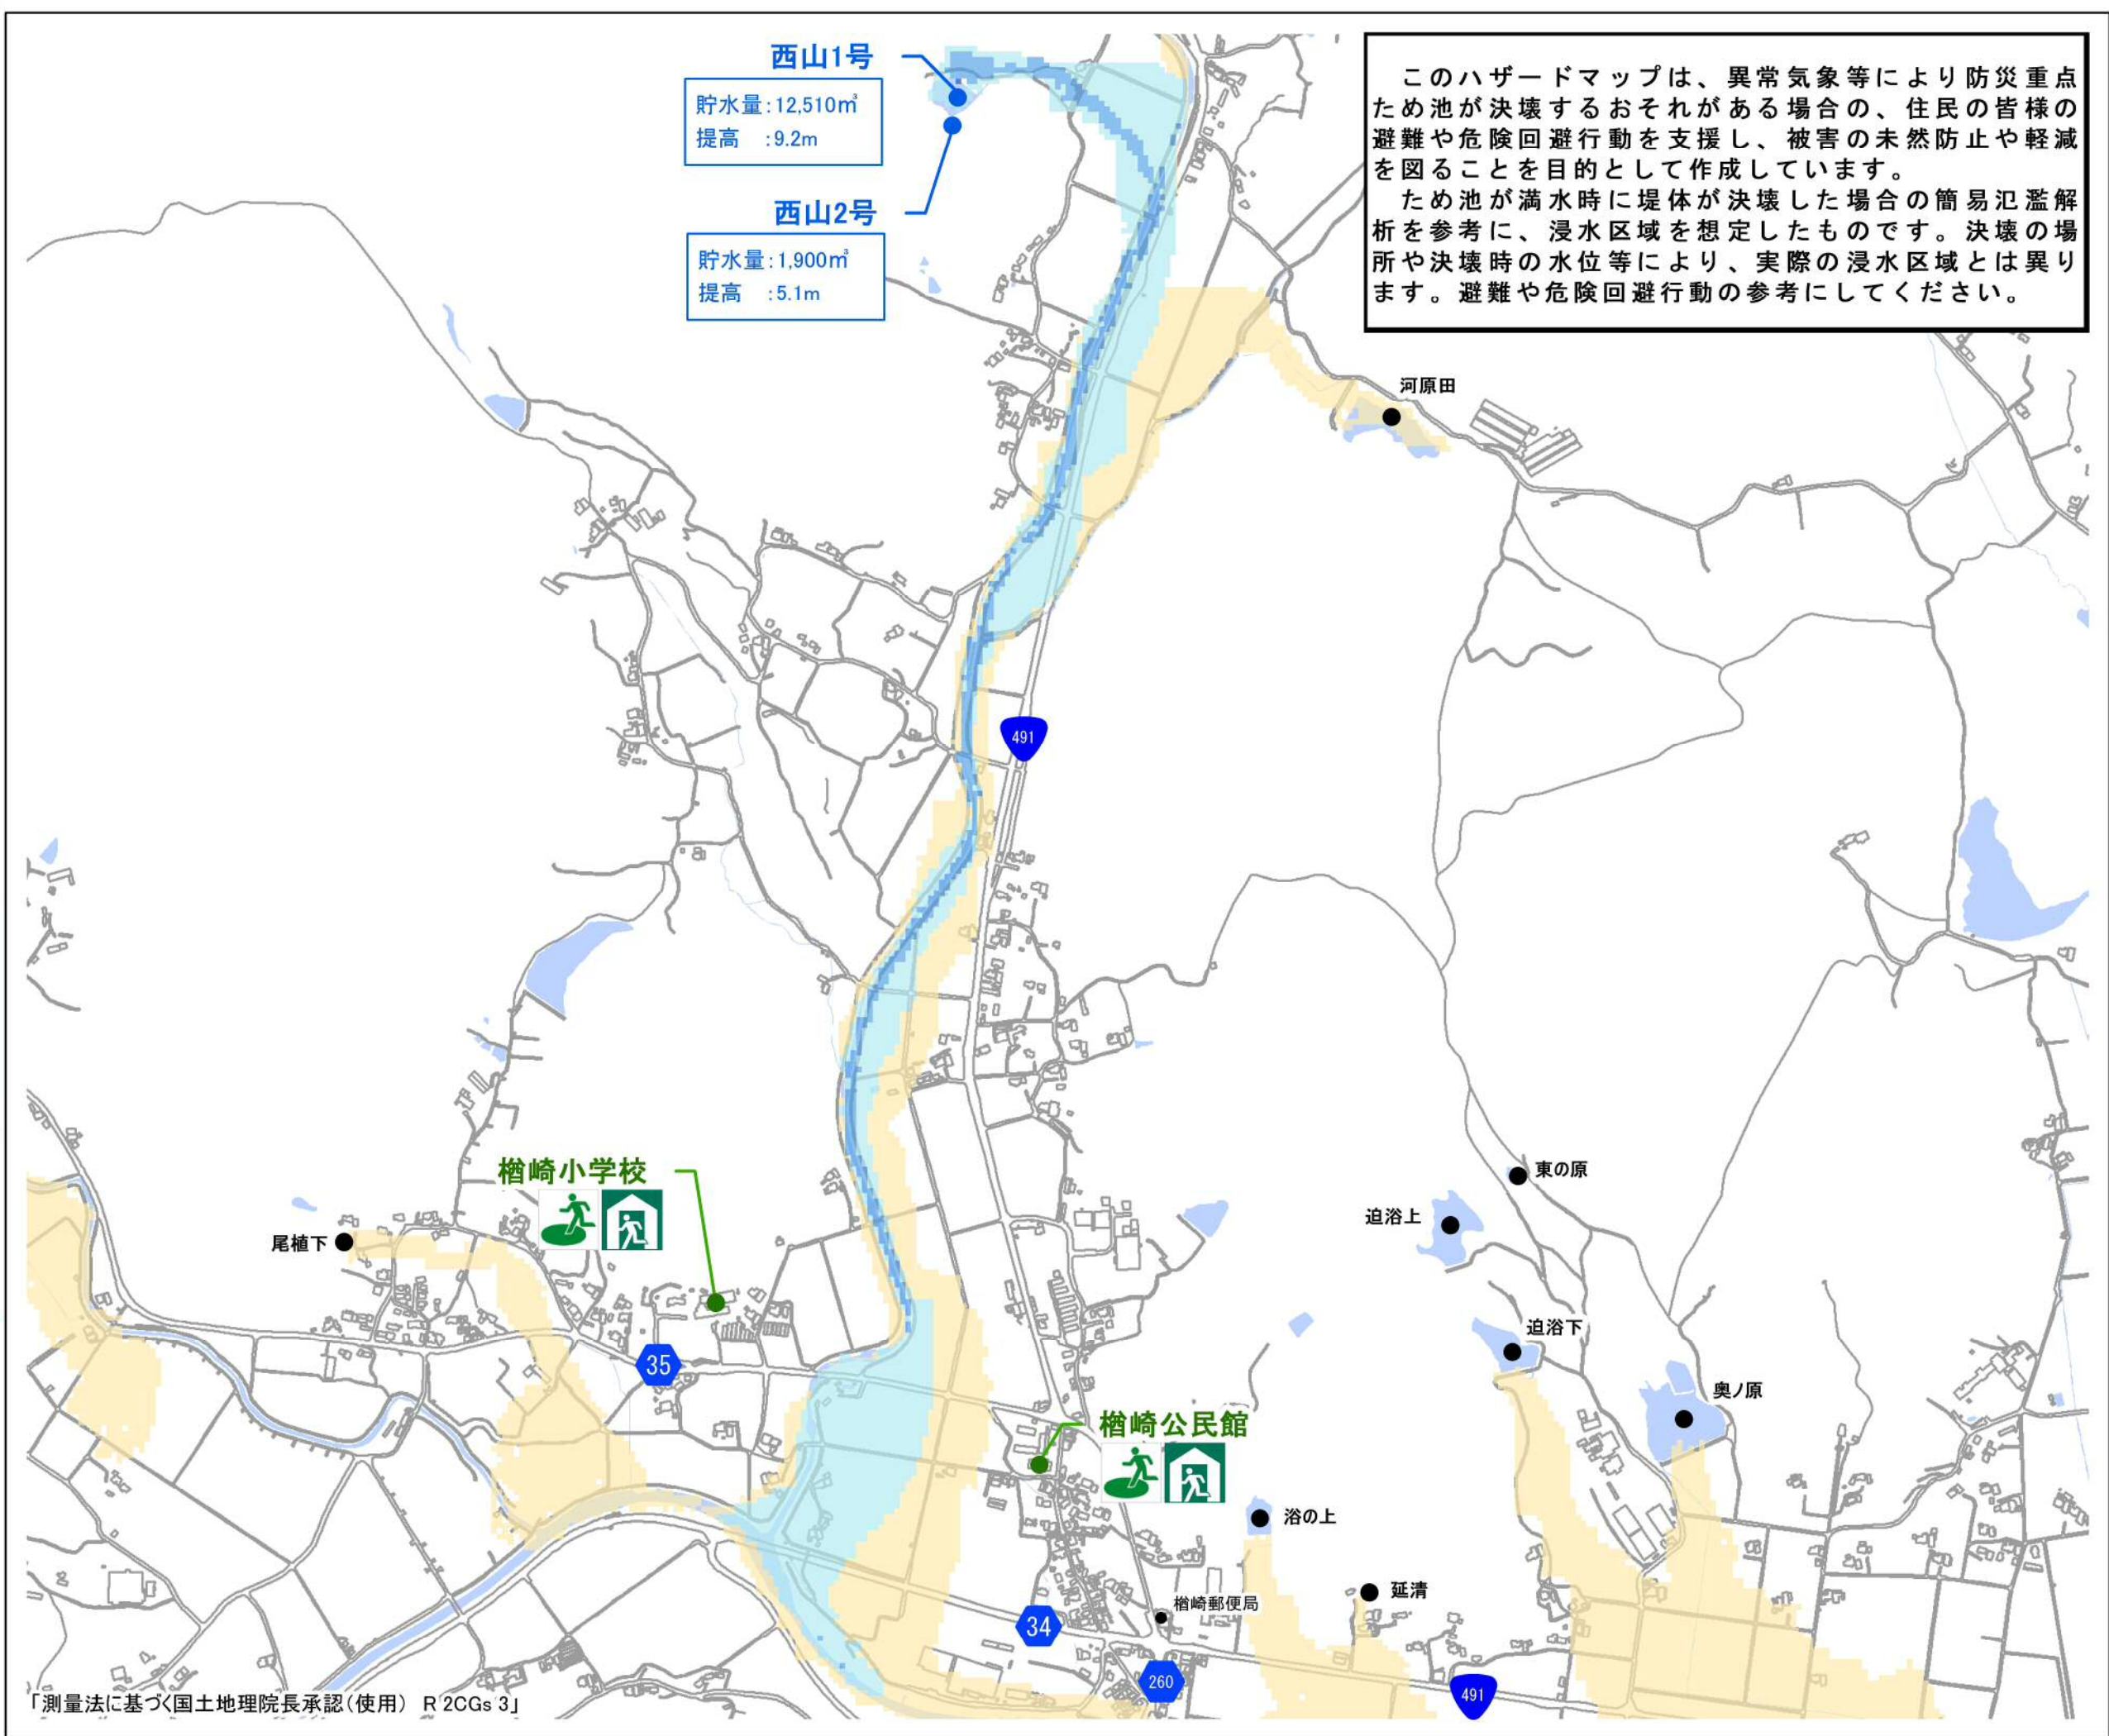 西山1号
貯水量:12,510㎥
提高 :9.2m
西山2号
貯水量:1,900㎥
提高 :5.1m
このハザードマップは、異常気象等により防災重点
ため池が決壊するおそれがある場合の、住民の皆様の
避難や危険回避行動を支援し、被害の未然防止や軽減
を図ることを目的として作成しています。
ため池が満水時に堤体が決壊した場合の簡易氾濫解
析を参考に、浸水区域を想定したものです。決壊の場
所や決壊時の水位等により、実際の浸水区域とは異り
ます。避難や危険回避行動の参考にしてください。
河原田
491
楢崎小学校
尾植下
35
東の原
迫浴上
迫浴下
奥ノ原
楢崎公民館
浴の上
延清
楢崎郵便局
34
260
491
「測量法に基づく国土地理院長承認(使用) R 2CGs 3」